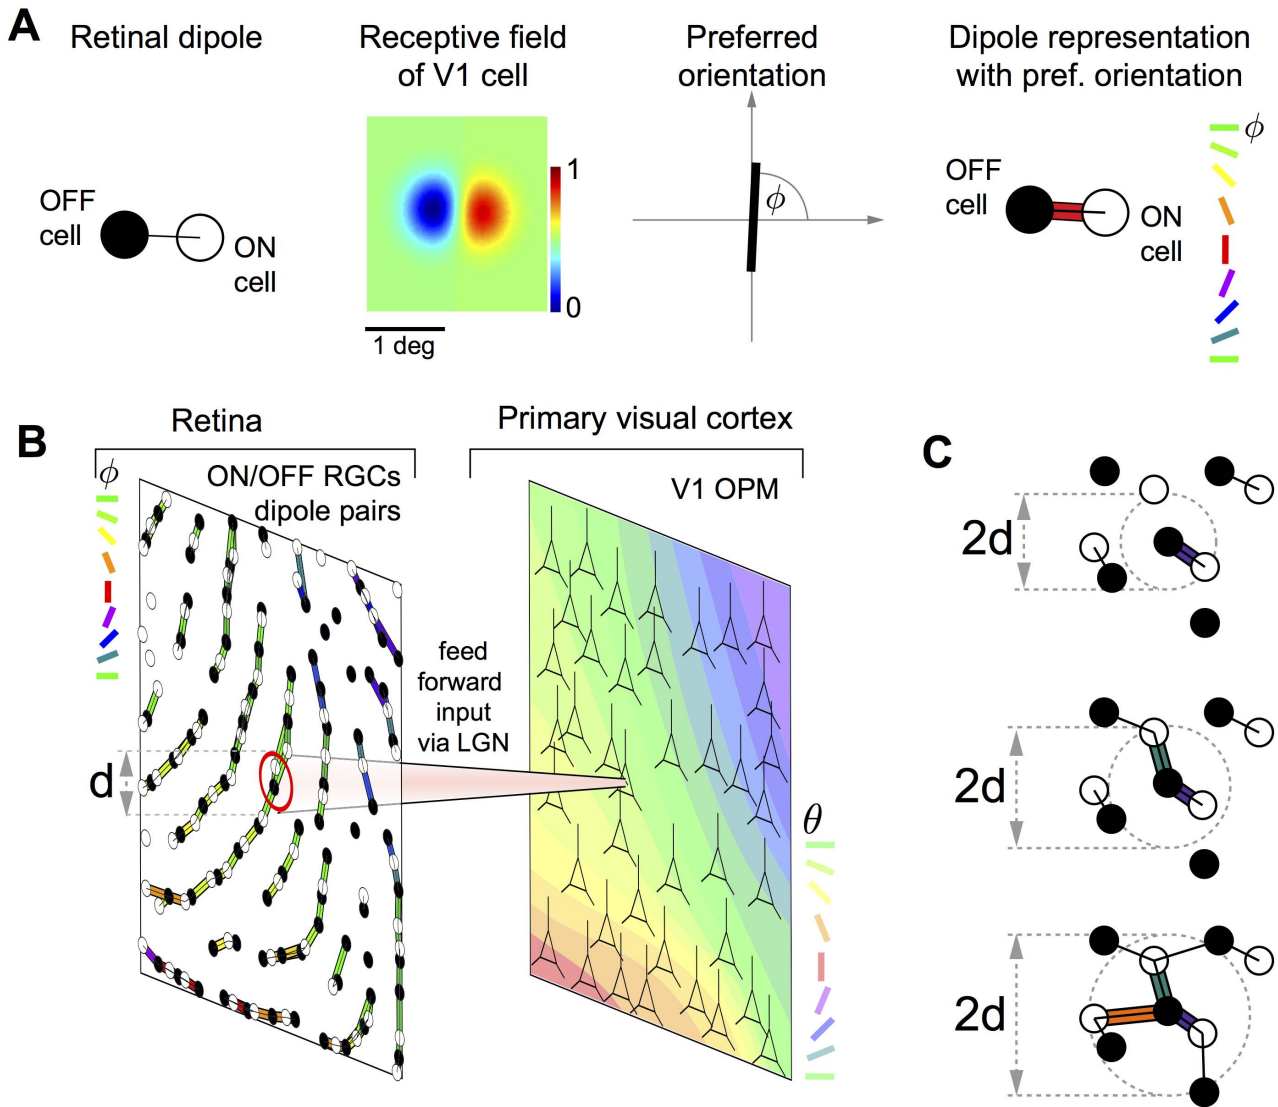 A
Retinal dipole
OFF
cell
ON
cell
Receptive field
of V1 cell
1
0
1 deg
Preferred
orientation
ϕ
Dipole representation
with pref. orientation
OFF
cell
ON
cell
ϕ
B
Retina
ϕ
ON/OFF RGCs
dipole pairs
d
feed
forward
input
via LGN
Primary visual cortex
V1 OPM
θ
C
2d
2d
2d